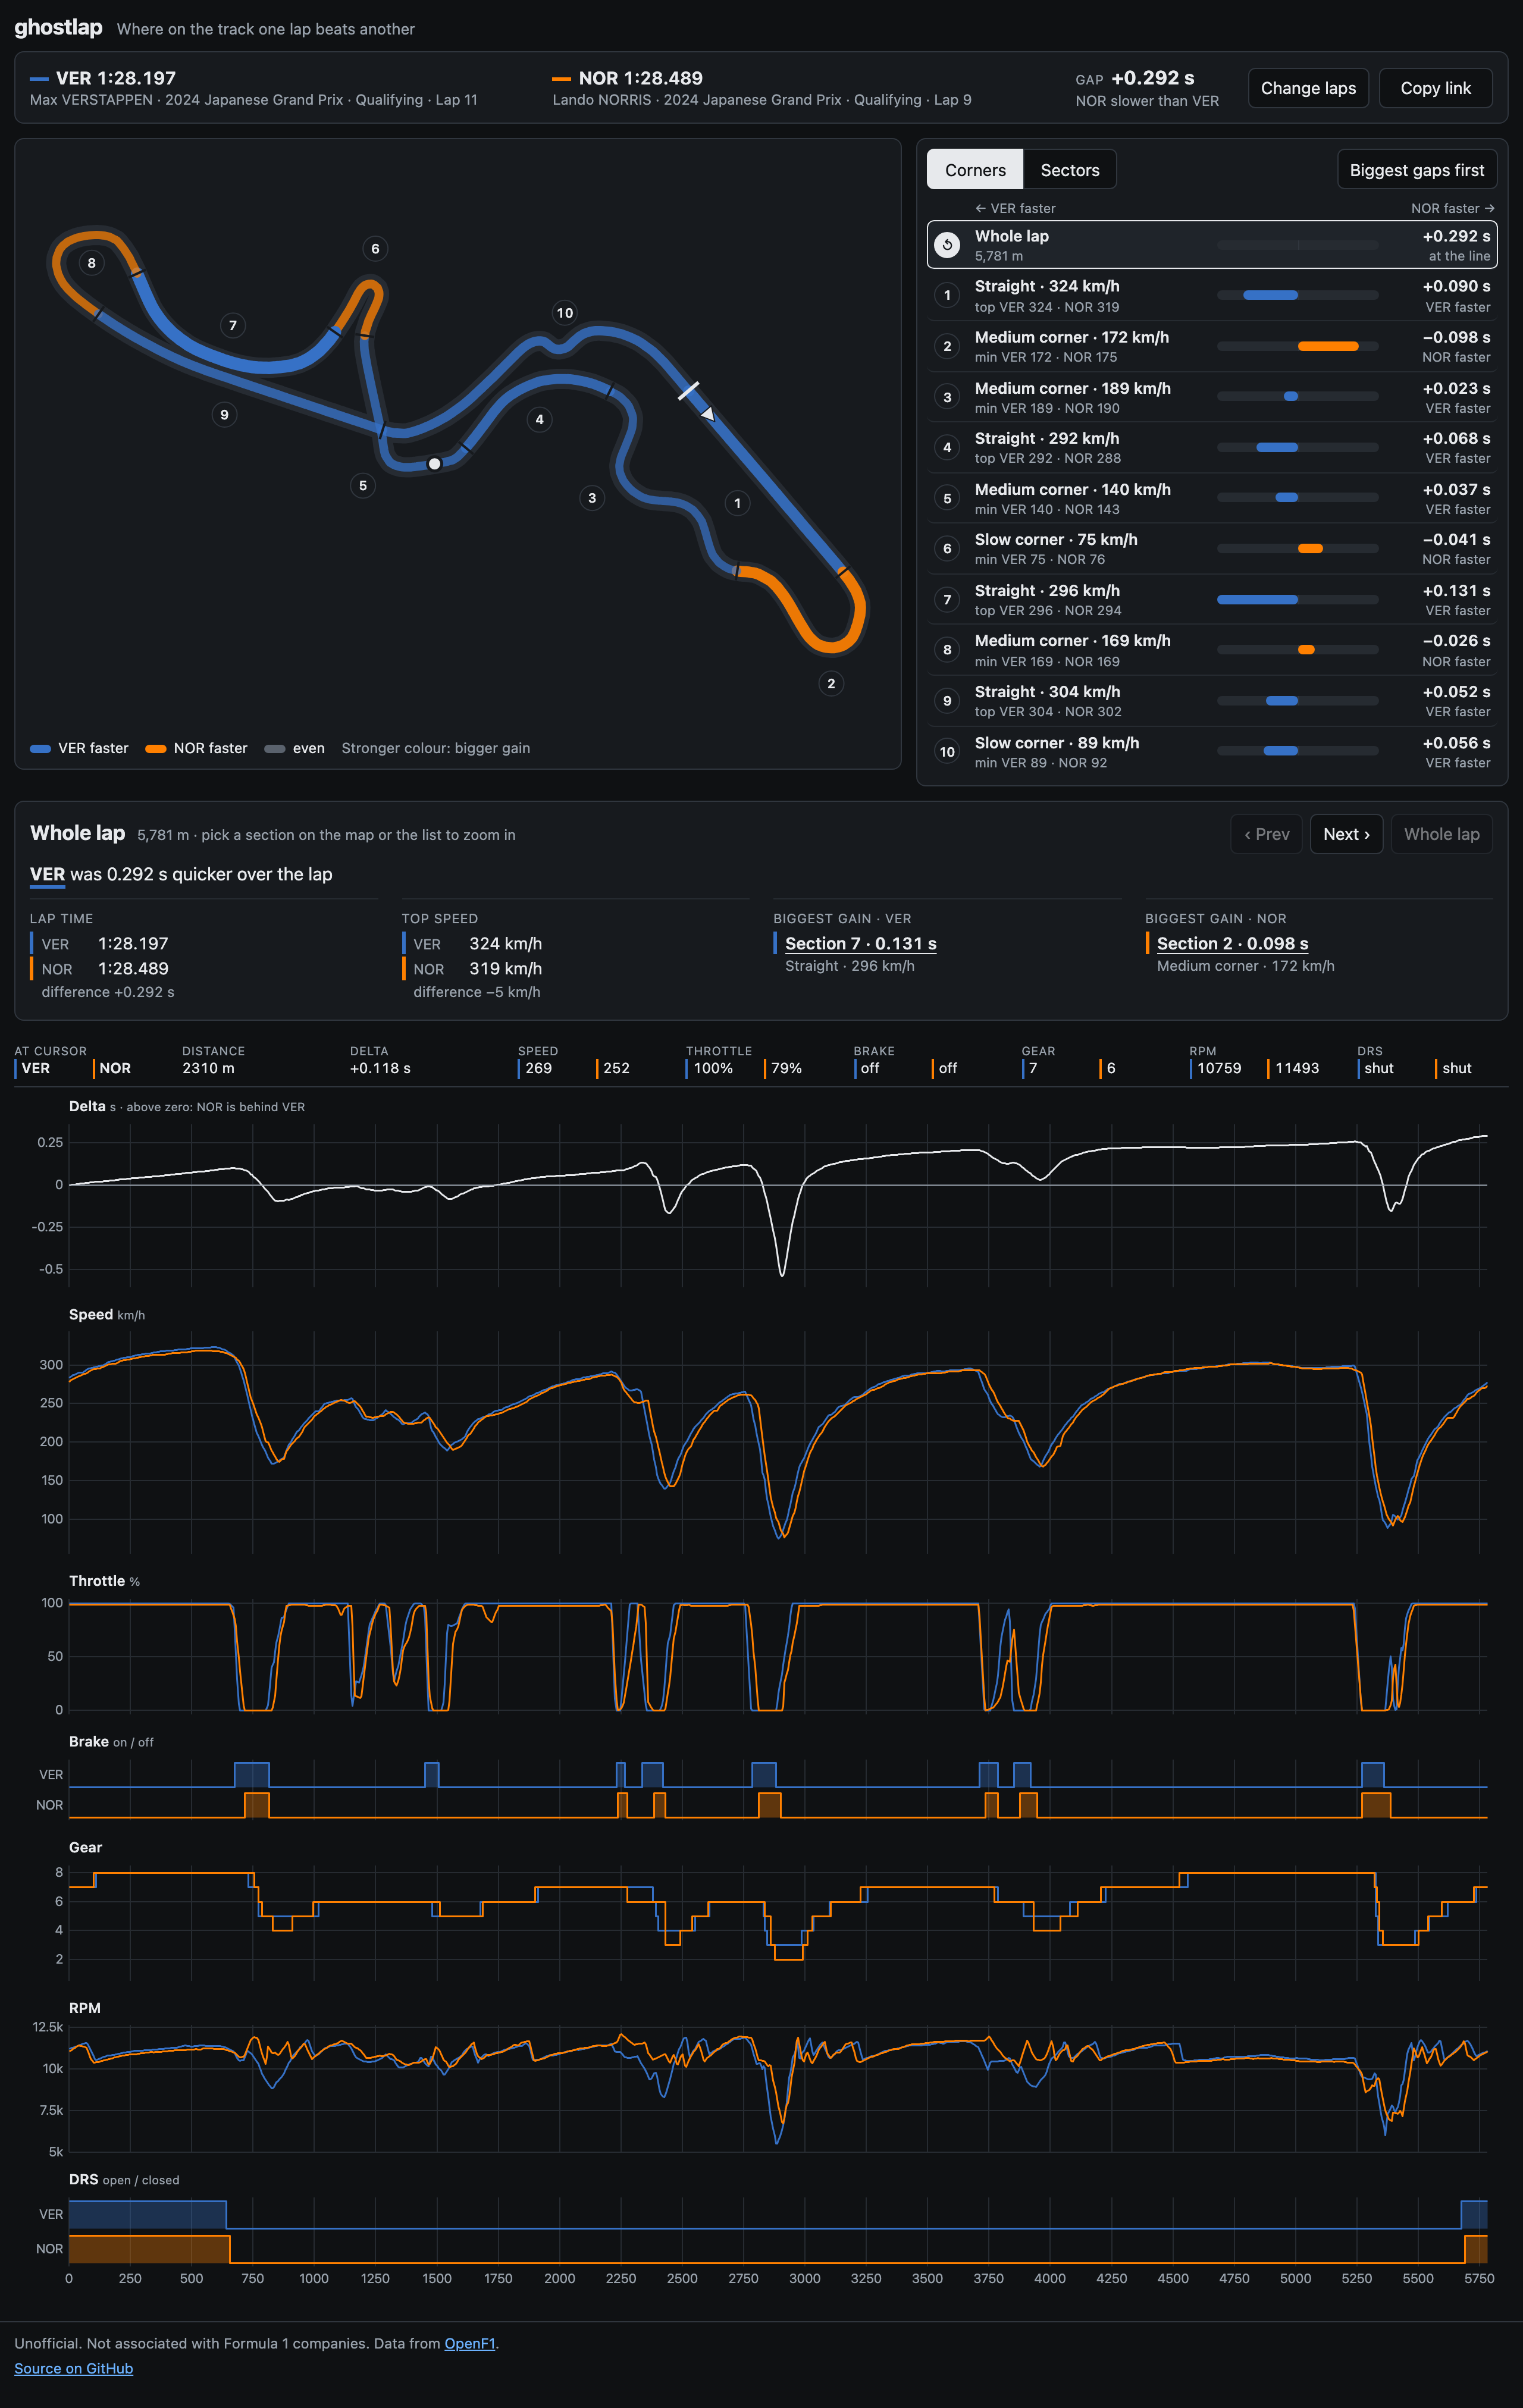 ghostlap Where on the track one lap beats another
VER 1:28.197
Max VERSTAPPEN · 2024 Japanese Grand Prix · Qualifying · Lap 11
NOR 1:28.489
Lando NORRIS · 2024 Japanese Grand Prix · Qualifying · Lap 9
GAP +0.292 s
NOR slower than VER
Change laps
Copy link
8
6
10
7
9
4
5
3
1
2
VER faster
NOR faster
even
Stronger colour: bigger gain
Corners
Sectors
Biggest gaps first
← VER faster
NOR faster →
Whole lap +0.292 s
5,781 m at the line
1 Straight · 324 km/h +0.090 s
top VER 324 · NOR 319 VER faster
2 Medium corner · 172 km/h −0.098 s
min VER 172 · NOR 175 NOR faster
3 Medium corner · 189 km/h +0.023 s
min VER 189 · NOR 190 VER faster
4 Straight · 292 km/h +0.068 s
top VER 292 · NOR 288 VER faster
5 Medium corner · 140 km/h +0.037 s
min VER 140 · NOR 143 VER faster
6 Slow corner · 75 km/h −0.041 s
min VER 75 · NOR 76 NOR faster
7 Straight · 296 km/h +0.131 s
top VER 296 · NOR 294 VER faster
8 Medium corner · 169 km/h −0.026 s
min VER 169 · NOR 169 NOR faster
9 Straight · 304 km/h +0.052 s
top VER 304 · NOR 302 VER faster
10 Slow corner · 89 km/h +0.056 s
min VER 89 · NOR 92 VER faster
Whole lap 5,781 m · pick a section on the map or the list to zoom in
‹ Prev
Next ›
Whole lap
VER was 0.292 s quicker over the lap
LAP TIME
VER 1:28.197
NOR 1:28.489
difference +0.292 s
TOP SPEED
VER 324 km/h
NOR 319 km/h
difference −5 km/h
BIGGEST GAIN · VER
Section 7 · 0.131 s
Straight · 296 km/h
BIGGEST GAIN · NOR
Section 2 · 0.098 s
Medium corner · 172 km/h
AT CURSOR DISTANCE DELTA SPEED THROTTLE BRAKE GEAR RPM DRS
VER NOR 2310 m +0.118 s 269 252 100% 79% off off 7 6 10759 11493 shut shut
Delta s · above zero: NOR is behind VER
0.25
0
-0.25
-0.5
Speed km/h
300
250
200
150
100
Throttle %
100
50
0
Brake on / off
VER
NOR
Gear
8
6
4
2
RPM
12.5k
10k
7.5k
5k
DRS open / closed
VER
NOR
0 250 500 750 1000 1250 1500 1750 2000 2250 2500 2750 3000 3250 3500 3750 4000 4250 4500 4750 5000 5250 5500 5750
Unofficial. Not associated with Formula 1 companies. Data from OpenF1.
Source on GitHub